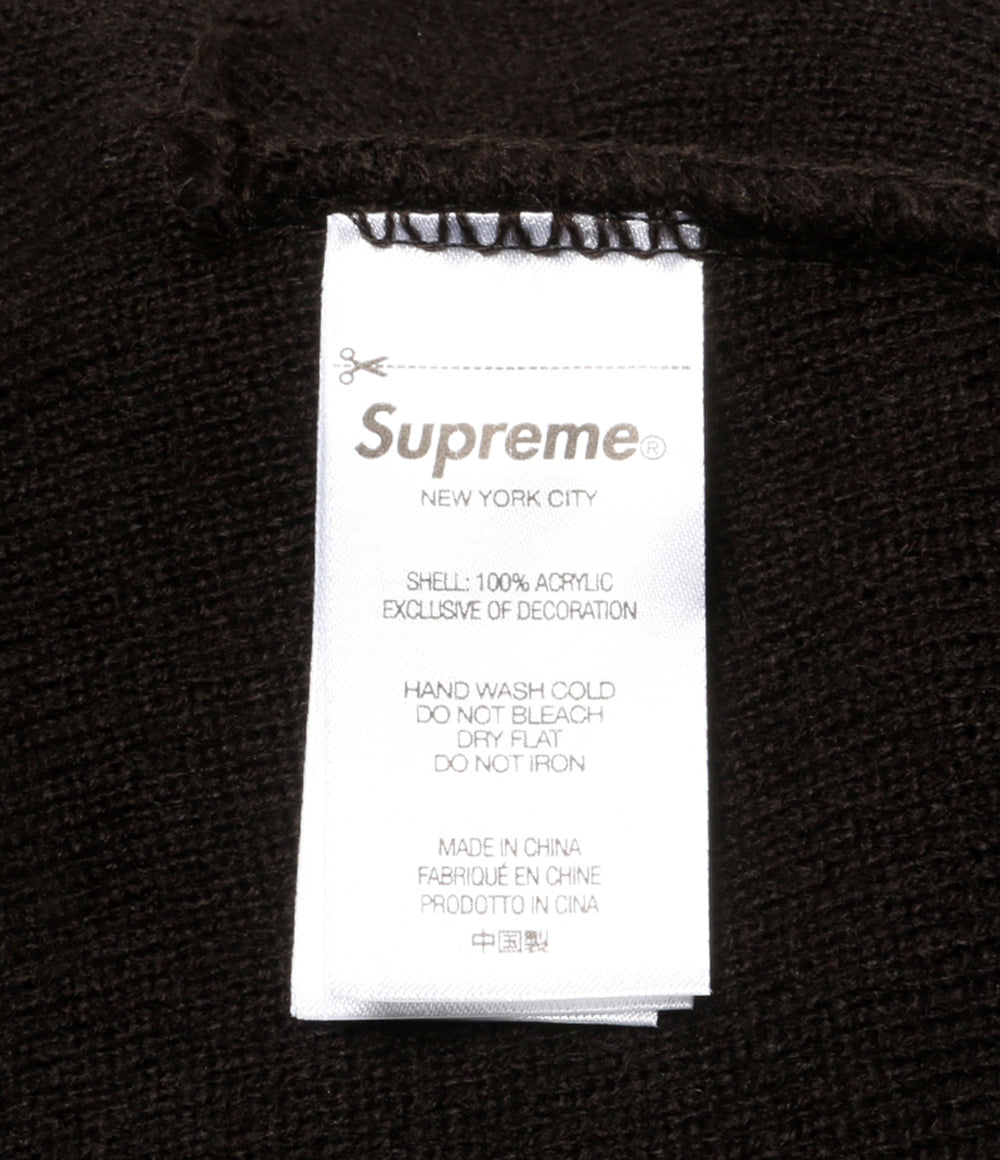 Supreme®
NEW YORK CITY
SHELL: 100% ACRYLIC
EXCLUSIVE OF DECORATION
HAND WASH COLD
DO NOT BLEACH
DRY FLAT
DO NOT IRON
MADE IN CHINA
FABRIQUÉ EN CHINE
PRODOTTO IN CINA
中国製